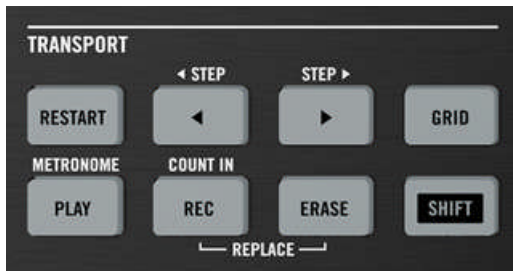 TRANSPORT
◂ STEP STEP ▸
RESTART ◂ ▸ GRID
METRONOME COUNT IN
PLAY REC ERASE SHIFT
REPLACE